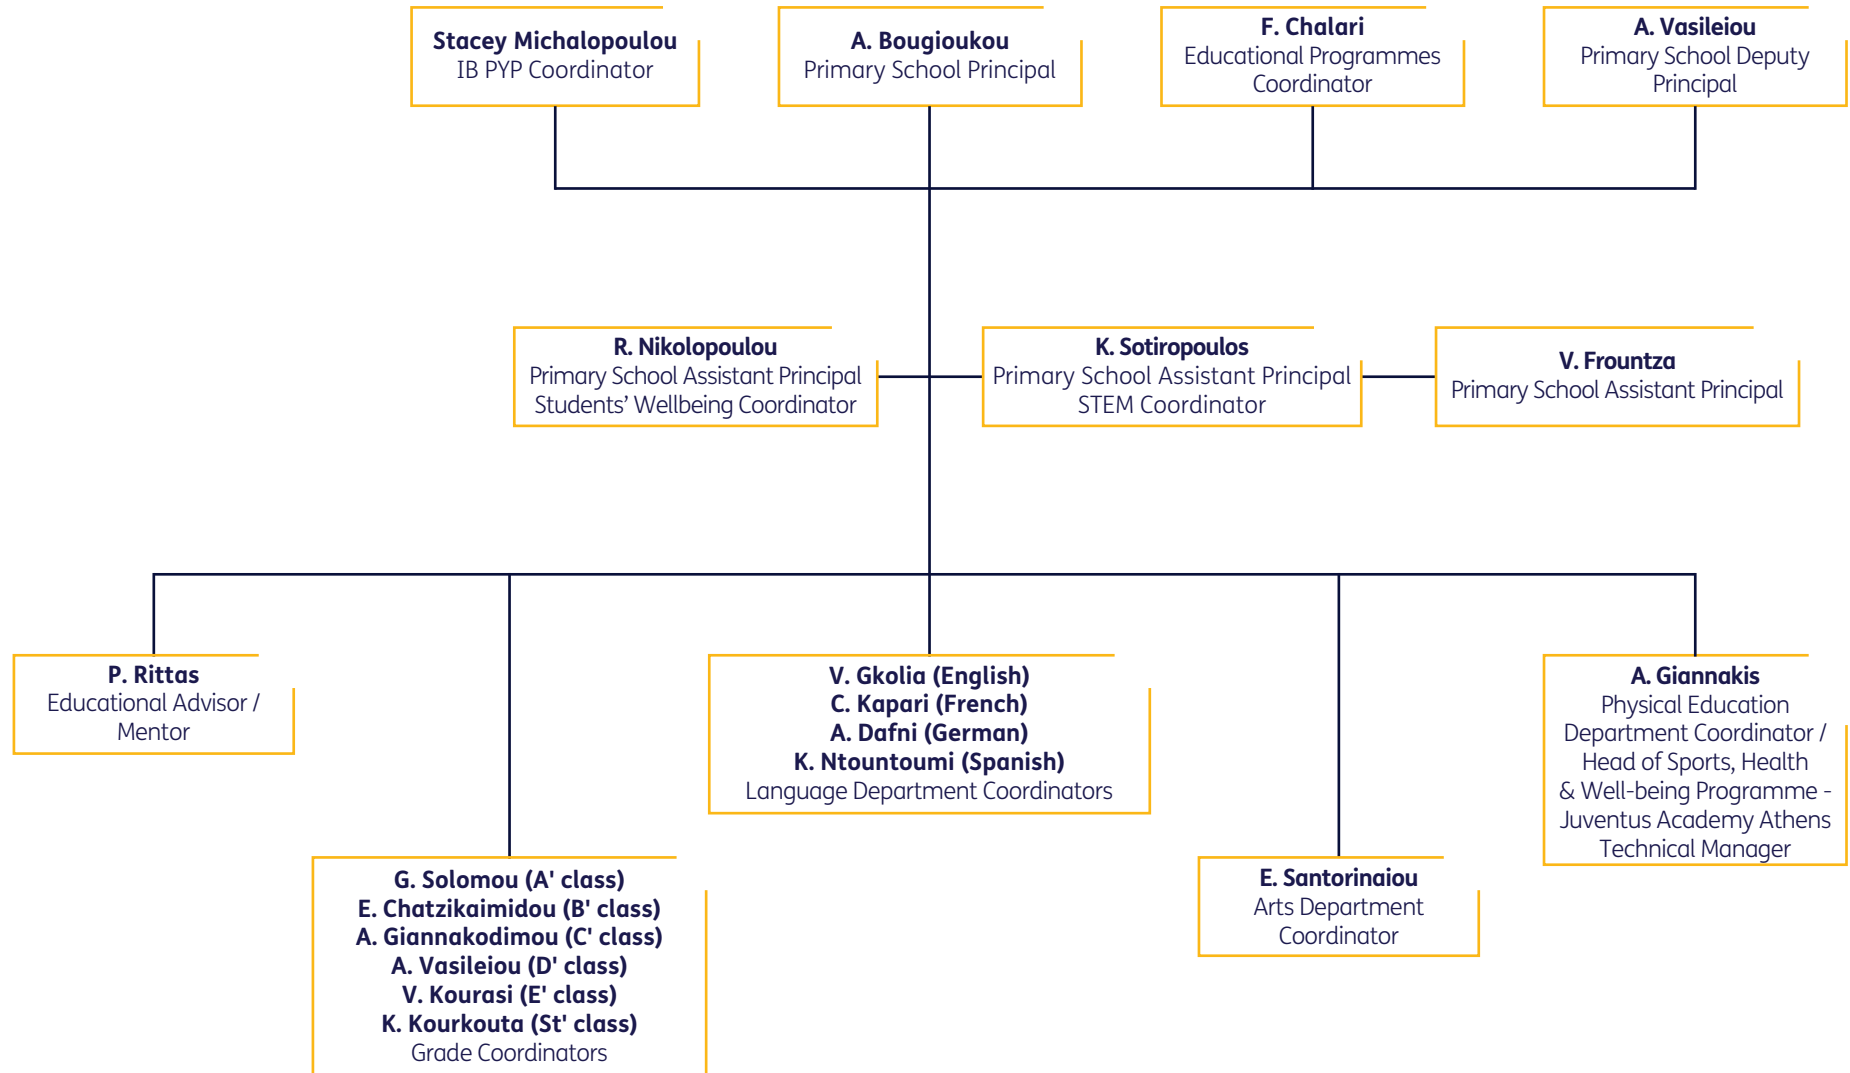 Stacey Michalopoulou
IB PYP Coordinator
A. Bougioukou
Primary School Principal
F. Chalari
Educational Programmes
Coordinator
A. Vasileiou
Primary School Deputy
Principal
R. Nikolopoulou
Primary School Assistant Principal
Students’ Wellbeing Coordinator
K. Sotiropoulos
Primary School Assistant Principal
STEM Coordinator
V. Frountza
Primary School Assistant Principal
P. Rittas
Educational Advisor /
Mentor
G. Solomou (A' class)
E. Chatzikaimidou (B' class)
A. Giannakodimou (C' class)
A. Vasileiou (D' class)
V. Kourasi (E' class)
K. Kourkouta (St' class)
Grade Coordinators
V. Gkolia (English)
C. Kapari (French)
A. Dafni (German)
K. Ntountoumi (Spanish)
Language Department Coordinators
E. Santorinaiou
Arts Department
Coordinator
A. Giannakis
Physical Education
Department Coordinator /
Head of Sports, Health
& Well-being Programme -
Juventus Academy Athens
Technical Manager